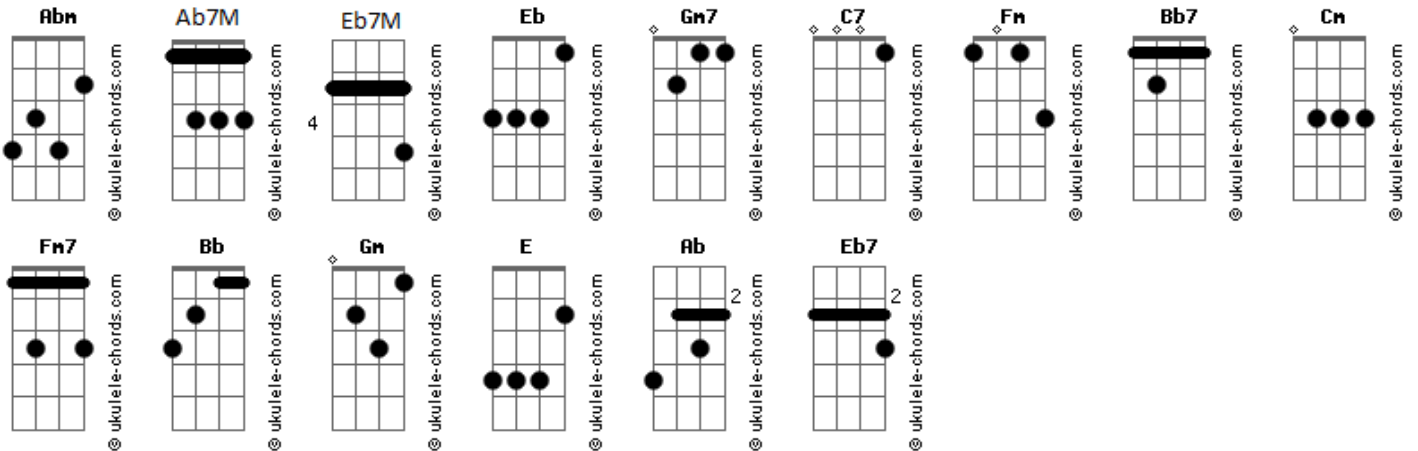 Abm Ab7M Eb7M Eb Gm7 C7 Fm Bb7 Cm
4
© ukulele-chords.com © ukulele-chords.com © ukulele-chords.com © ukulele-chords.com © ukulele-chords.com © ukulele-chords.com © ukulele-chords.com © ukulele-chords.com © ukulele-chords.com
Fm7 Bb Gm E Ab Eb7
2 2
© ukulele-chords.com © ukulele-chords.com © ukulele-chords.com © ukulele-chords.com © ukulele-chords.com © ukulele-chords.com